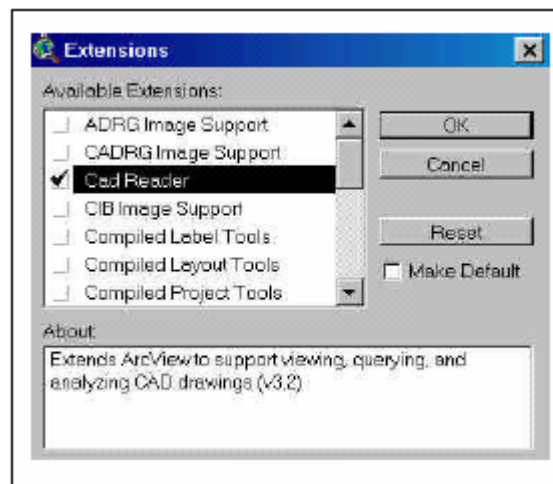 Extensions
Available Extensions:
ADRG Image Support
OK
CADRG Image Support
Cancel
Cad Reader
CIB Image Support
Compiled Label Tools
Reset
Compiled Layout Tools
Make Default
Compiled Project Tools
About:
Extends ArcView to support viewing, querying, and
analyzing CAD drawings (v3.2)